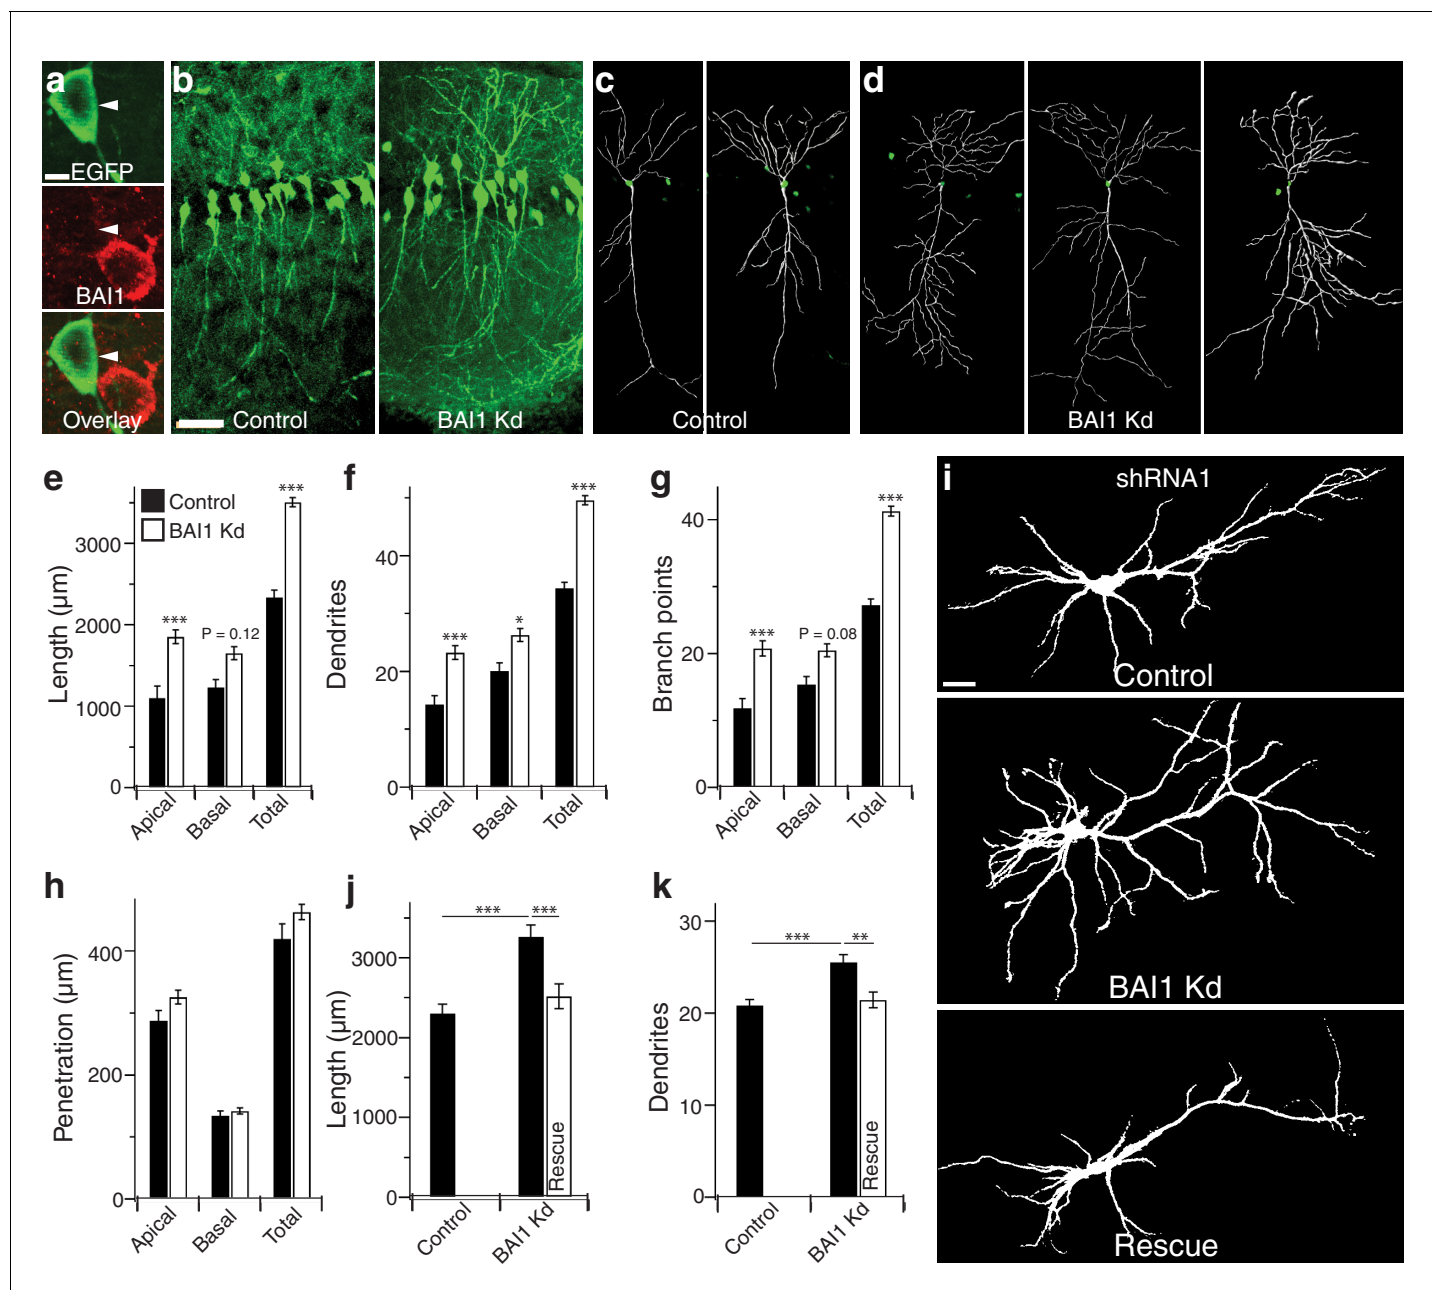 a
EGFP
BAI1
Overlay
b
Control
BAI1 Kd
c
Control
d
BAI1 Kd
e
Control
BAI1 Kd
Length (µm)
3000
2000
1000
0
***
P = 0.12
***
Apical
Basal
Total
f
Dendrites
40
20
0
***
*
***
Apical
Basal
Total
g
Branch points
40
20
0
***
P = 0.08
***
Apical
Basal
Total
h
Penetration (µm)
400
200
0
Apical
Basal
Total
i
shRNA1
Control
BAI1 Kd
Rescue
j
Length (µm)
3000
2000
1000
0
*** ***
Rescue
Control
BAI1 Kd
k
Dendrites
30
20
10
0
*** **
Rescue
Control
BAI1 Kd